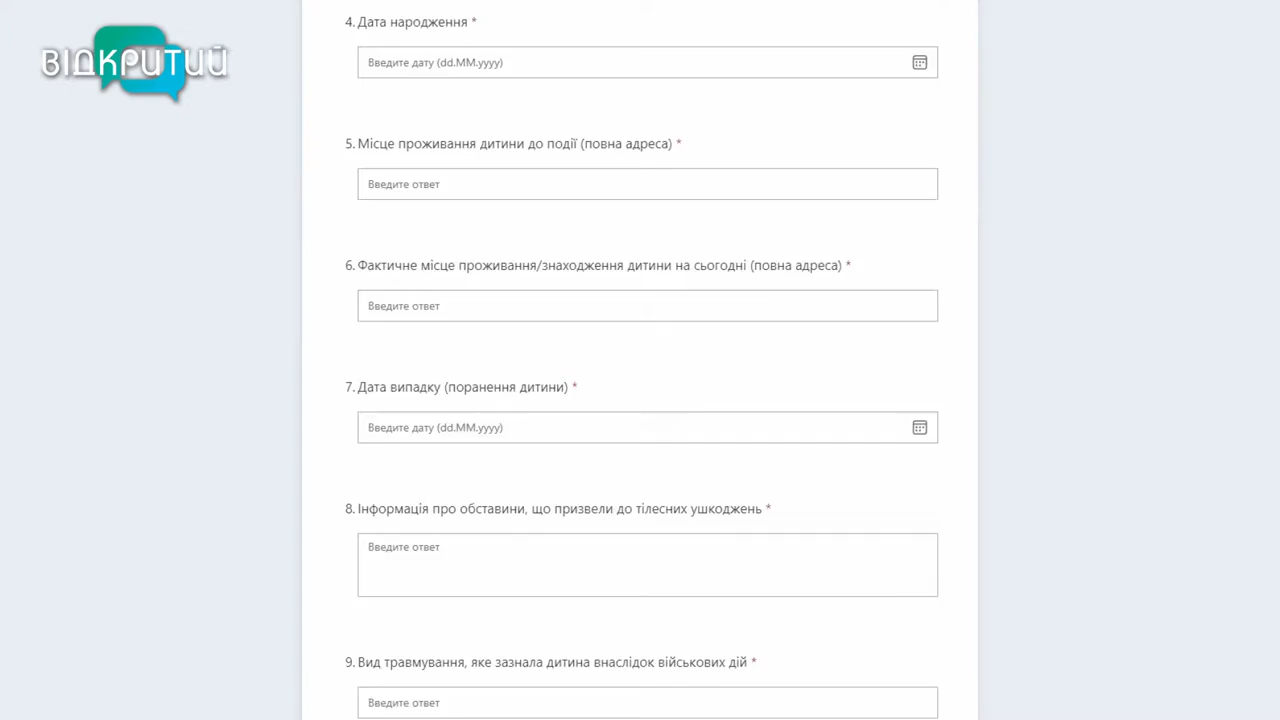 ВІДКРИТИЙ
4. Дата народження *
Введите дату (dd.MM.yyyy)
5. Місце проживання дитини до події (повна адреса) *
Введите ответ
6. Фактичне місце проживання/знаходження дитини на сьогодні (повна адреса) *
Введите ответ
7. Дата випадку (поранення дитини) *
Введите дату (dd.MM.yyyy)
8. Інформація про обставини, що призвели до тілесних ушкоджень *
Введите ответ
9. Вид травмування, яке зазнала дитина внаслідок військових дій *
Введите ответ